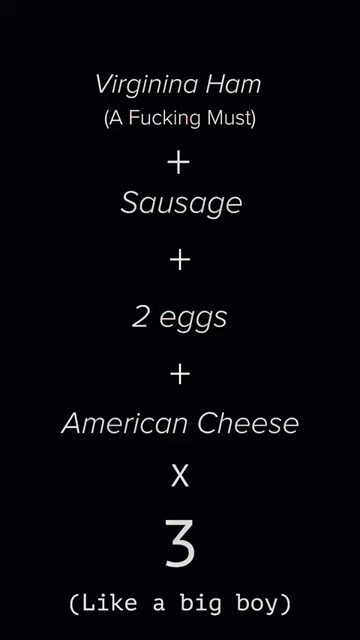 Virginina Ham
(A Fucking Must)
+
Sausage
+
2 eggs
+
American Cheese
X
3
(Like a big boy)